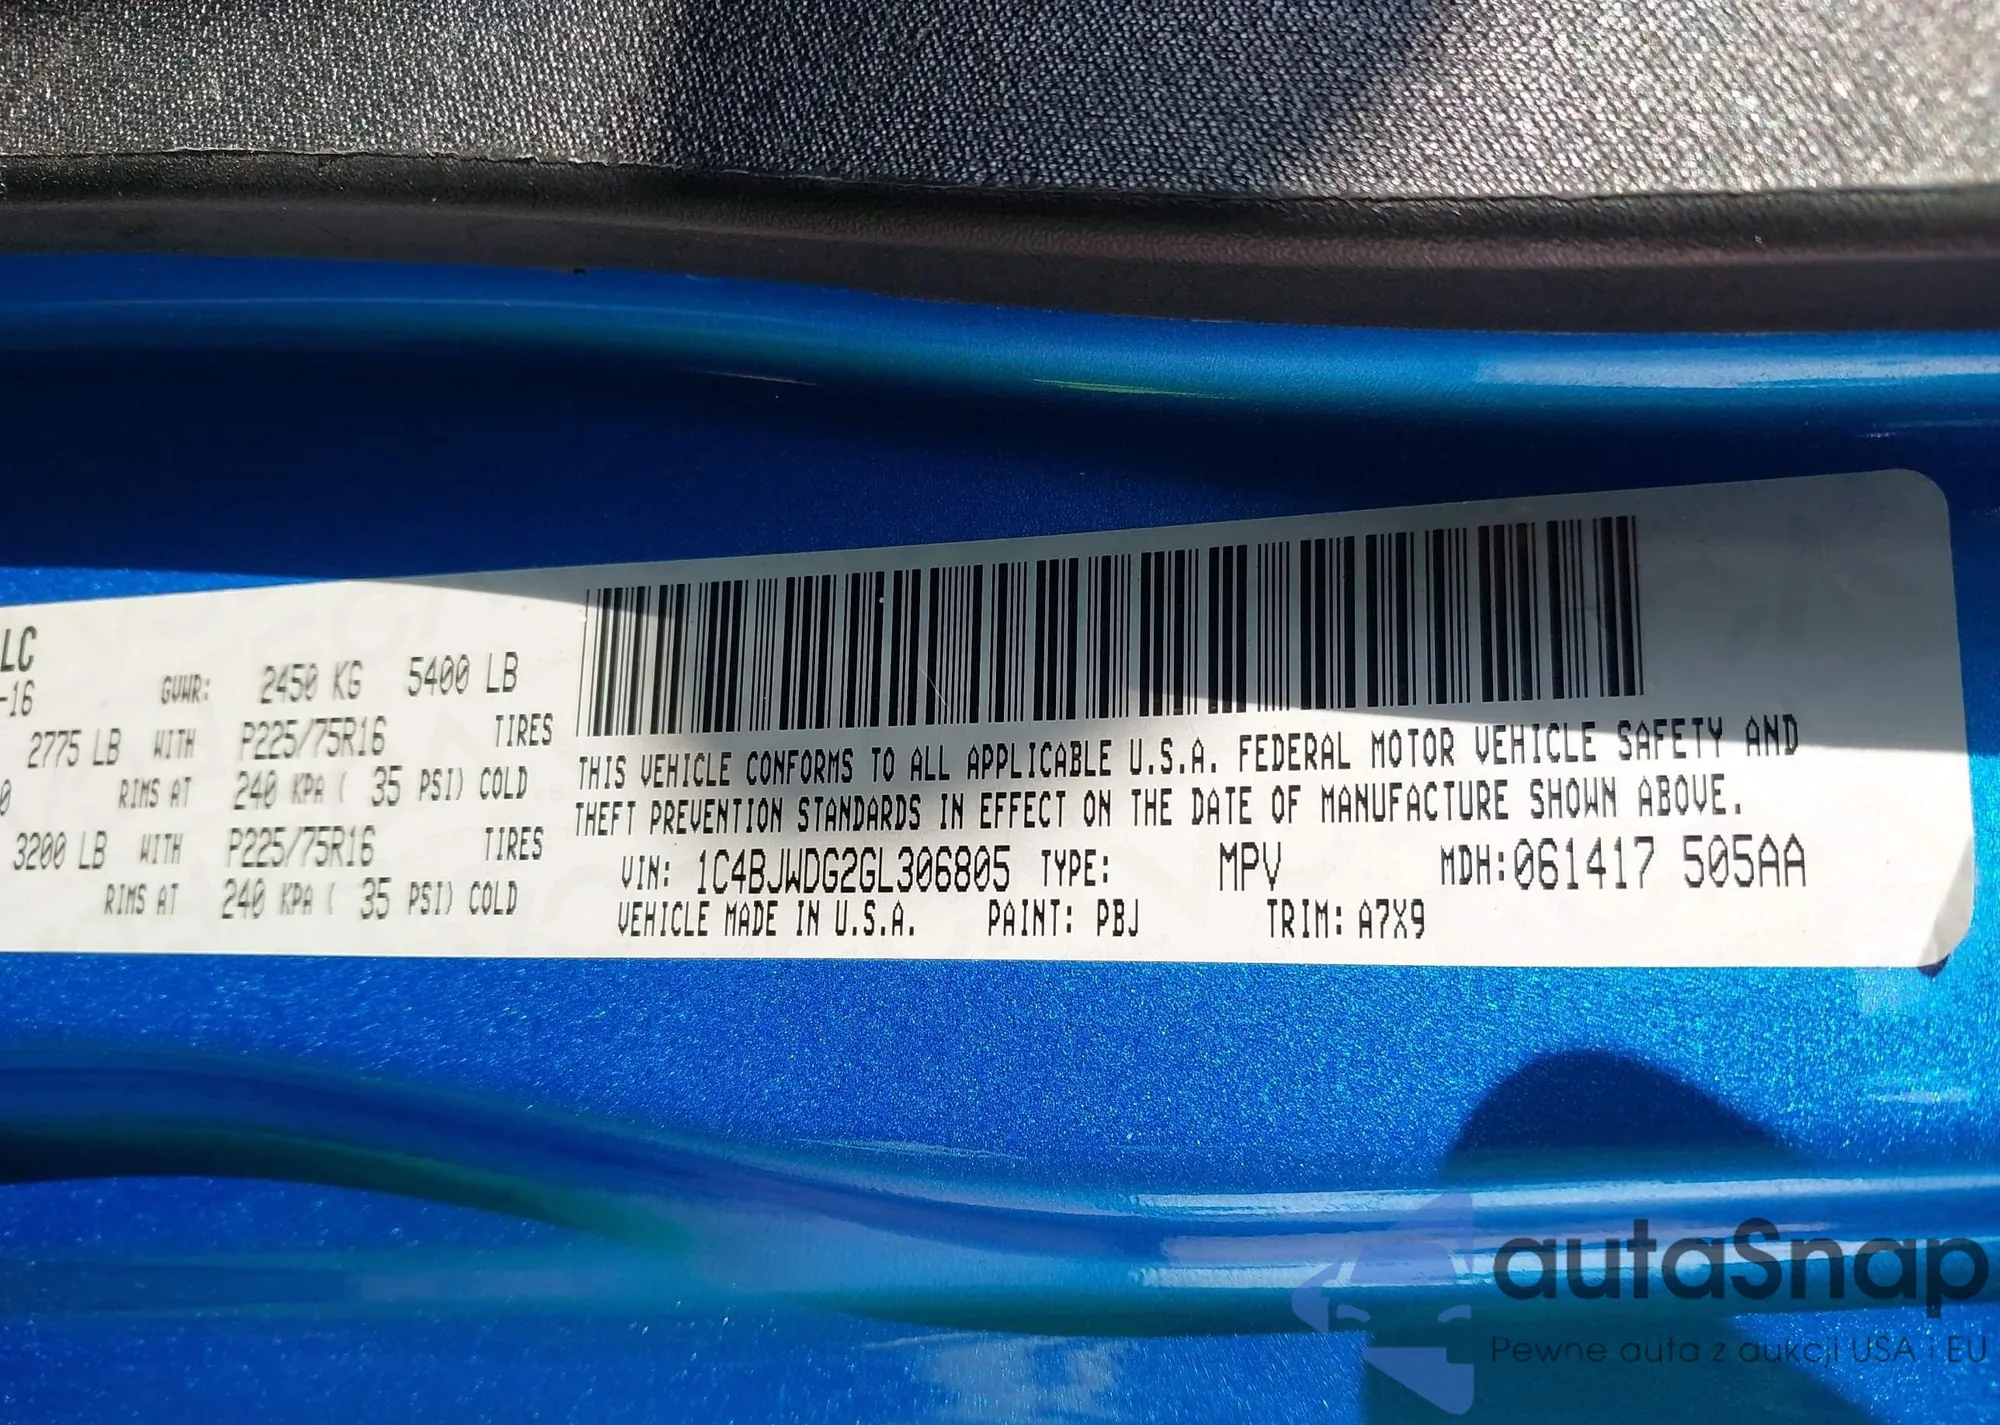 LC
-16
GVWR: 2450 KG 5400 LB
2775 LB WITH P225/75R16 TIRES
0 RIMS AT 240 KPA ( 35 PSI) COLD
3200 LB WITH P225/75R16 TIRES
RIMS AT 240 KPA ( 35 PSI) COLD
THIS VEHICLE CONFORMS TO ALL APPLICABLE U.S.A. FEDERAL MOTOR VEHICLE SAFETY AND
THEFT PREVENTION STANDARDS IN EFFECT ON THE DATE OF MANUFACTURE SHOWN ABOVE.
VIN: 1C4BJWDG2GL306805 TYPE: MPV MDH:061417 505AA
VEHICLE MADE IN U.S.A. PAINT: PBJ TRIM: A7X9
autaSnap
Pewne auta z aukcji USA i EU